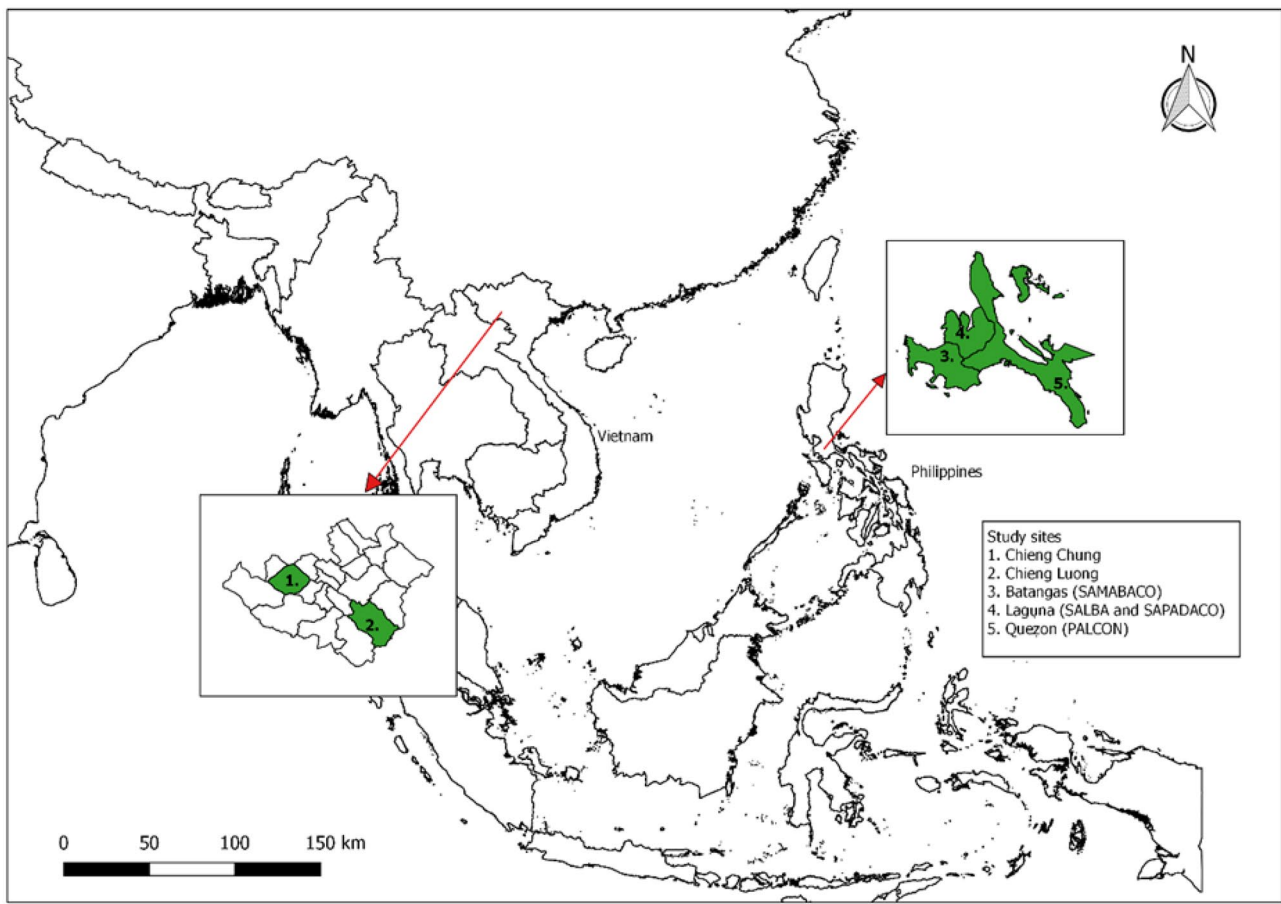 N
4.
3.
5.
Vietnam
Philippines
1.
2.
Study sites
1. Chieng Chung
2. Chieng Luong
3. Batangas (SAMABACO)
4. Laguna (SALBA and SAPADACO)
5. Quezon (PALCON)
0 50 100 150 km